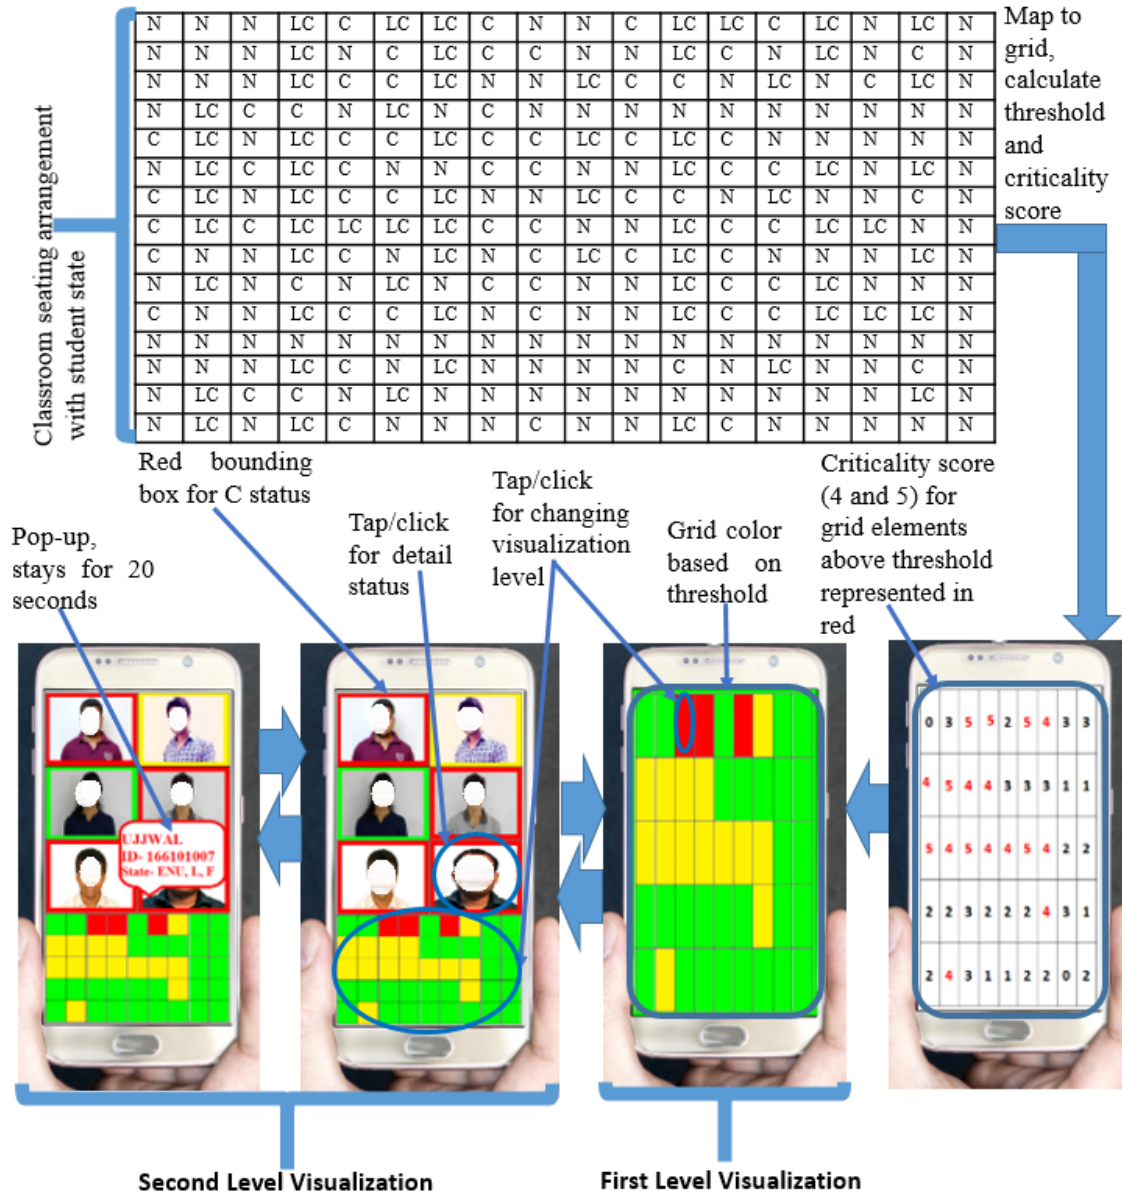 N N N LC C LC LC C N N C LC LC C LC N LC N
N N N LC N C LC C C N N LC C N LC N C N
N N N LC C C LC N N LC C C N LC N C LC N
N LC C C N LC N C N N N N N N N N N N
C LC N LC C C LC C C LC C LC C N N N N N
N LC C LC C N N C C N N LC C C LC N LC N
C LC N LC C C LC N N LC C C N LC N N C N
C LC C LC LC LC LC C C N N LC C C LC LC N N
C N N LC C N LC N C LC C LC C N N N LC N
N LC N C N LC N C C N N LC C C LC N N N
C N N LC C C LC C N N N LC C C LC LC LC N
N N N N N N N N N N N N N N N N N N
N N N LC C N LC N N N N C N LC N N C N
N LC C C N LC N N N N N N N N N N LC N
N LC N LC C N N N C N N LC C N N N N N
Classroom seating arrangement
with student state
Map to
grid,
calculate
threshold
and
criticality
score
Red bounding
box for C status
Pop-up,
stays for 20
seconds
Tap/click
for detail
status
Tap/click
for changing
visualization
level
Grid color
based on
threshold
Criticality score
(4 and 5) for
grid elements
above threshold
represented in
red
UJJWAL
ID- 166101007
State- ENU, L, F
0 3 5 5 2 5 4 3 3
4 5 4 4 3 3 3 1 1
5 4 5 4 4 5 4 2 2
2 2 3 2 2 2 4 3 1
2 4 3 1 1 2 2 0 2
Second Level Visualization
First Level Visualization